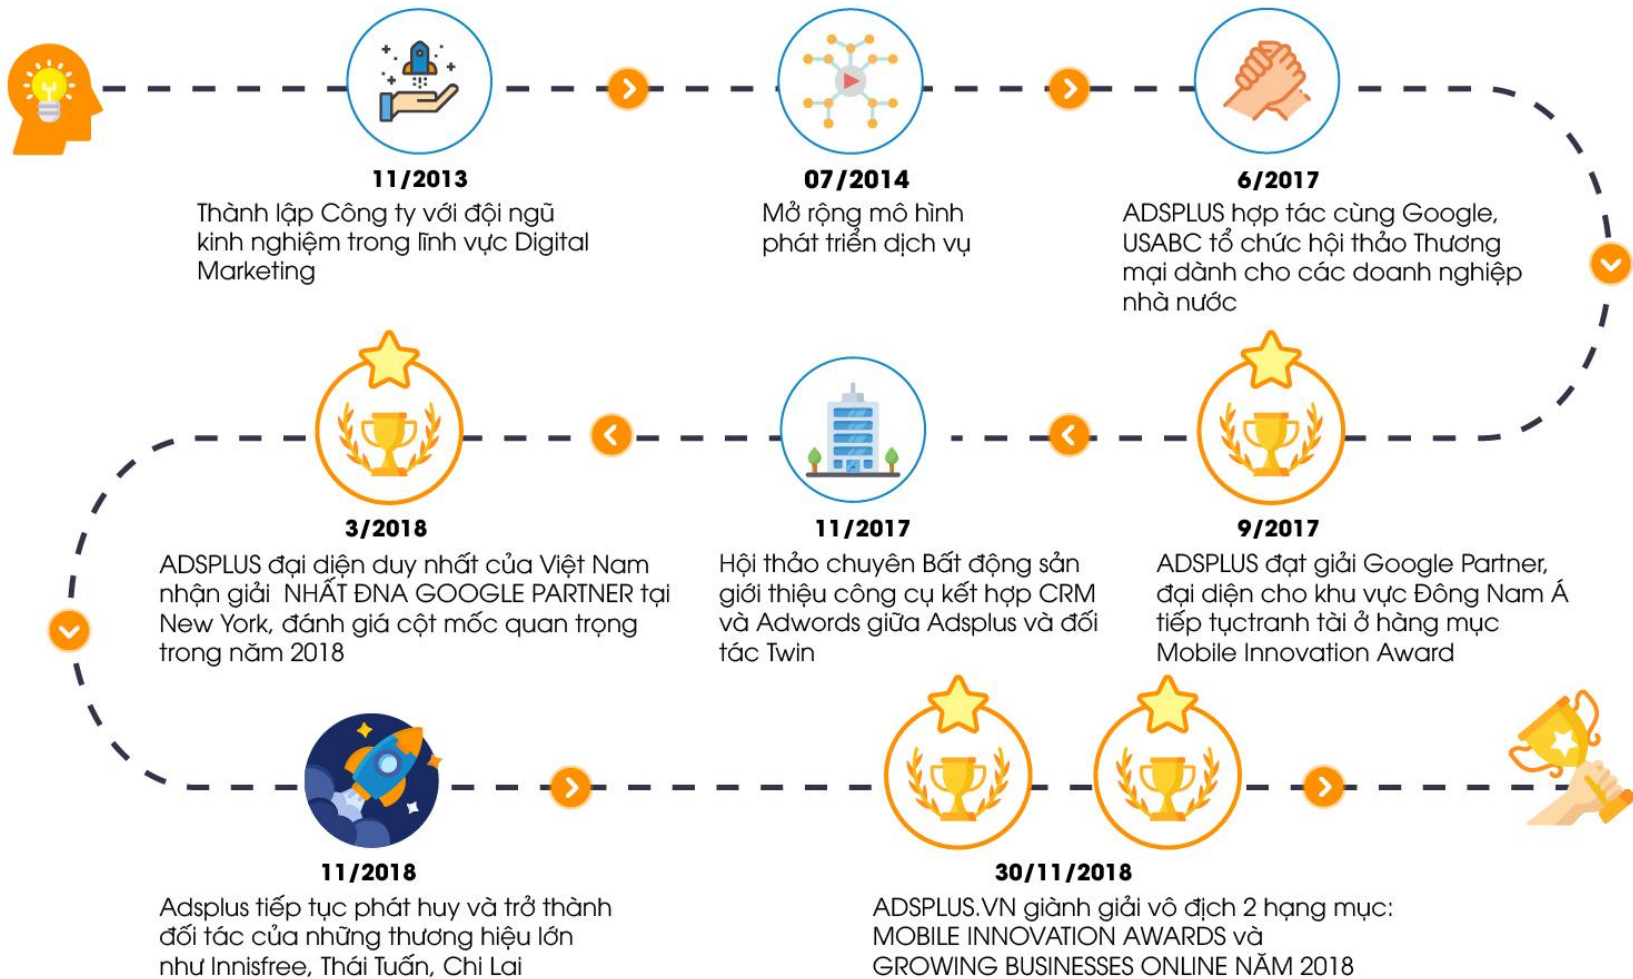 11/2013
Thành lập Công ty với đội ngũ
kinh nghiệm trong lĩnh vực Digital
Marketing
07/2014
Mở rộng mô hình
phát triển dịch vụ
6/2017
ADSPLUS hợp tác cùng Google,
USABC tổ chức hội thảo Thương
mại dành cho các doanh nghiệp
nhà nước
9/2017
ADSPLUS đạt giải Google Partner,
đại diện cho khu vực Đông Nam Á
tiếp tụctranh tài ở hàng mục
Mobile Innovation Award
11/2017
Hội thảo chuyên Bất động sản
giới thiệu công cụ kết hợp CRM
và Adwords giữa Adsplus và đối
tác Twin
3/2018
ADSPLUS đại diện duy nhất của Việt Nam
nhận giải NHẤT ĐNA GOOGLE PARTNER tại
New York, đánh giá cột mốc quan trọng
trong năm 2018
11/2018
Adsplus tiếp tục phát huy và trở thành
đối tác của những thương hiệu lớn
như Innisfree, Thái Tuấn, Chi Lai
30/11/2018
ADSPLUS.VN giành giải vô địch 2 hạng mục:
MOBILE INNOVATION AWARDS và
GROWING BUSINESSES ONLINE NĂM 2018